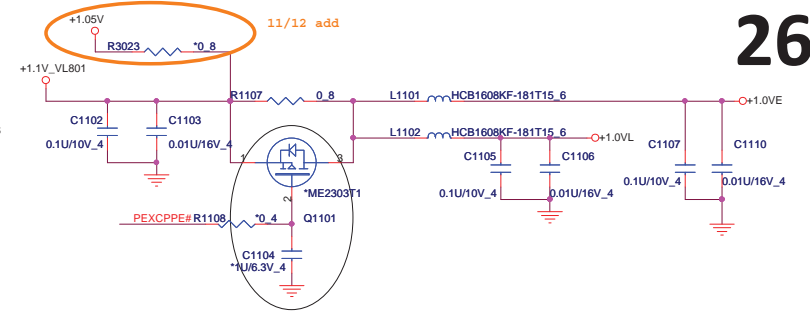 +1.05V
11/12 add
26
R3023
*0_8
+1.1V_VL801
R1107
0_8
L1101
HCB1608KF-181T15_6
+1.0VE
C1102
C1103
L1102
HCB1608KF-181T15_6
+1.0VL
0.1U/10V_4
0.01U/16V_4
1
3
C1105
C1106
C1107
C1110
*ME2303T1
0.1U/10V_4
0.01U/16V_4
0.1U/10V_4
0.01U/16V_4
2
PEXCPPE#
R1108
*0_4
Q1101
C1104
*1U/6.3V_4